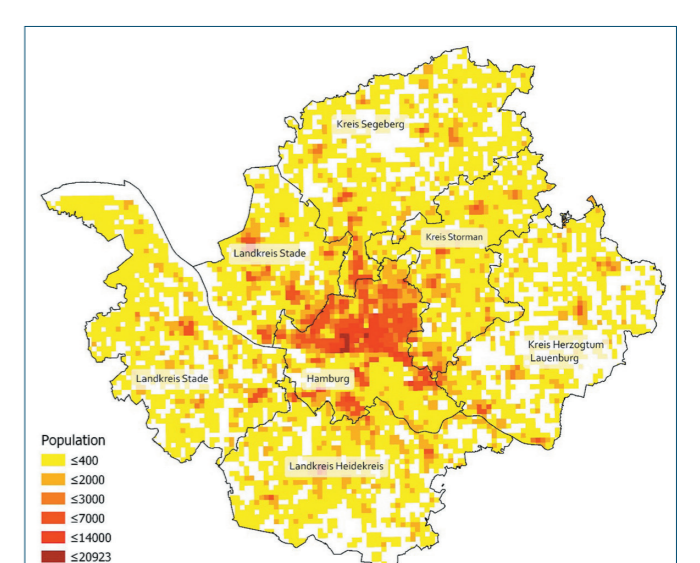 Kreis Segeberg
Kreis Storman
Landkreis Stade
Kreis Herzogtum
Lauenburg
Landkreis Stade
Hamburg
Landkreis Heidekreis
Population
≤400
≤2000
≤3000
≤7000
≤14000
≤20923